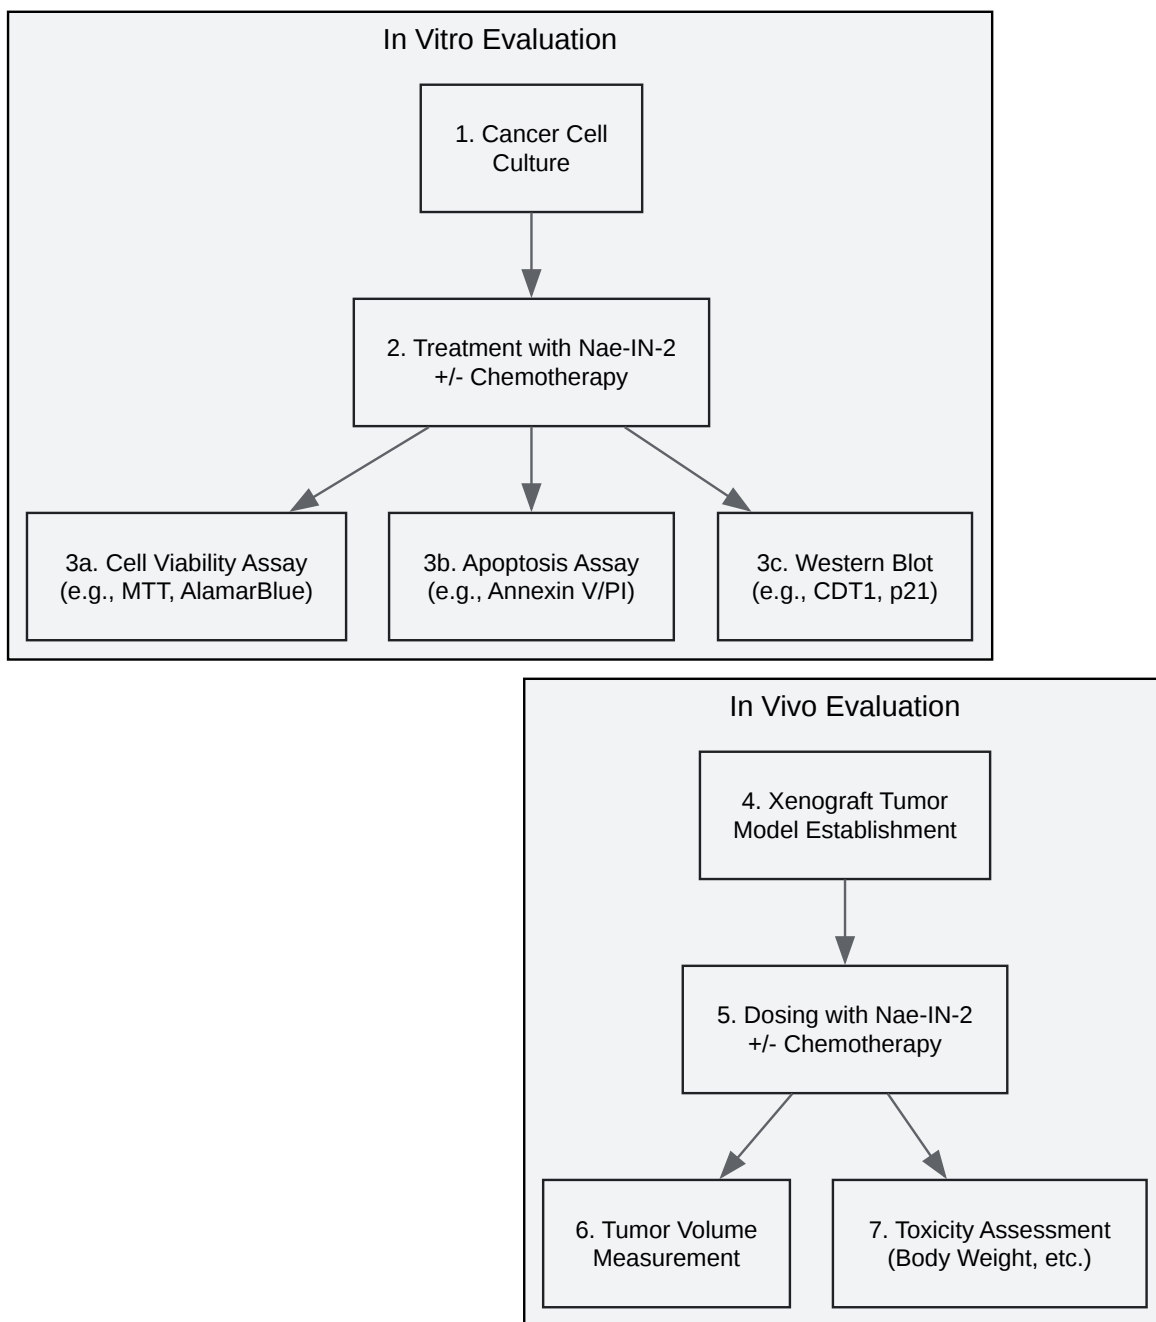 In Vitro Evaluation
1. Cancer Cell
Culture
2. Treatment with Nae-IN-2
+/- Chemotherapy
3a. Cell Viability Assay
(e.g., MTT, AlamarBlue)
3b. Apoptosis Assay
(e.g., Annexin V/PI)
3c. Western Blot
(e.g., CDT1, p21)
In Vivo Evaluation
4. Xenograft Tumor
Model Establishment
5. Dosing with Nae-IN-2
+/- Chemotherapy
6. Tumor Volume
Measurement
7. Toxicity Assessment
(Body Weight, etc.)